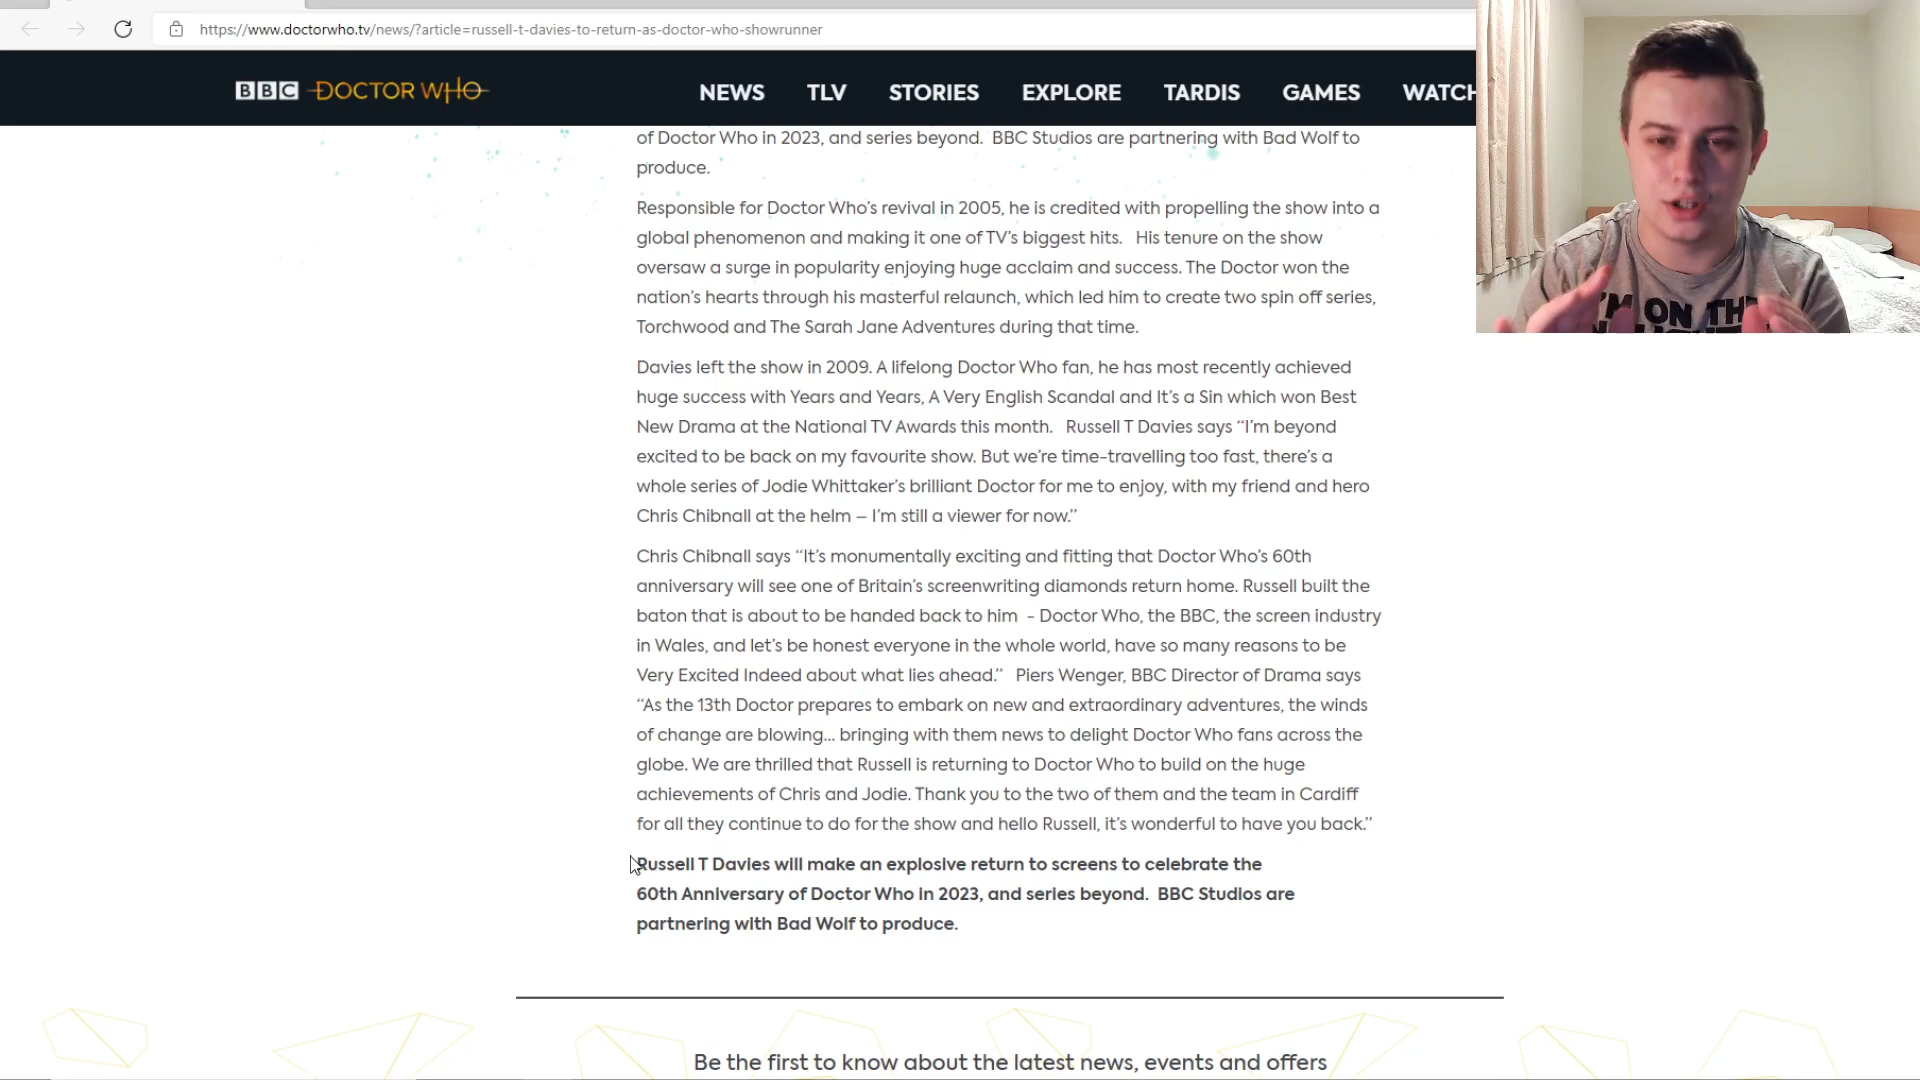 https://www.doctorwho.tv/news/?article=russell-t-davies-to-return-as-doctor-who-showrunner
BBC DOCTOR WHO
NEWS TLV STORIES EXPLORE TARDIS GAMES WATCH
of Doctor Who in 2023, and series beyond. BBC Studios are partnering with Bad Wolf to
produce.
Responsible for Doctor Who’s revival in 2005, he is credited with propelling the show into a
global phenomenon and making it one of TV’s biggest hits. His tenure on the show
oversaw a surge in popularity enjoying huge acclaim and success. The Doctor won the
nation’s hearts through his masterful relaunch, which led him to create two spin off series,
Torchwood and The Sarah Jane Adventures during that time.
Davies left the show in 2009. A lifelong Doctor Who fan, he has most recently achieved
huge success with Years and Years, A Very English Scandal and It’s a Sin which won Best
New Drama at the National TV Awards this month. Russell T Davies says “I’m beyond
excited to be back on my favourite show. But we’re time-travelling too fast, there’s a
whole series of Jodie Whittaker’s brilliant Doctor for me to enjoy, with my friend and hero
Chris Chibnall at the helm – I’m still a viewer for now.”
Chris Chibnall says “It’s monumentally exciting and fitting that Doctor Who’s 60th
anniversary will see one of Britain’s screenwriting diamonds return home. Russell built the
baton that is about to be handed back to him - Doctor Who, the BBC, the screen industry
in Wales, and let’s be honest everyone in the whole world, have so many reasons to be
Very Excited Indeed about what lies ahead.” Piers Wenger, BBC Director of Drama says
“As the 13th Doctor prepares to embark on new and extraordinary adventures, the winds
of change are blowing... bringing with them news to delight Doctor Who fans across the
globe. We are thrilled that Russell is returning to Doctor Who to build on the huge
achievements of Chris and Jodie. Thank you to the two of them and the team in Cardiff
for all they continue to do for the show and hello Russell, it’s wonderful to have you back.”
Russell T Davies will make an explosive return to screens to celebrate the
60th Anniversary of Doctor Who in 2023, and series beyond. BBC Studios are
partnering with Bad Wolf to produce.
Be the first to know about the latest news, events and offers
I'M ON TH